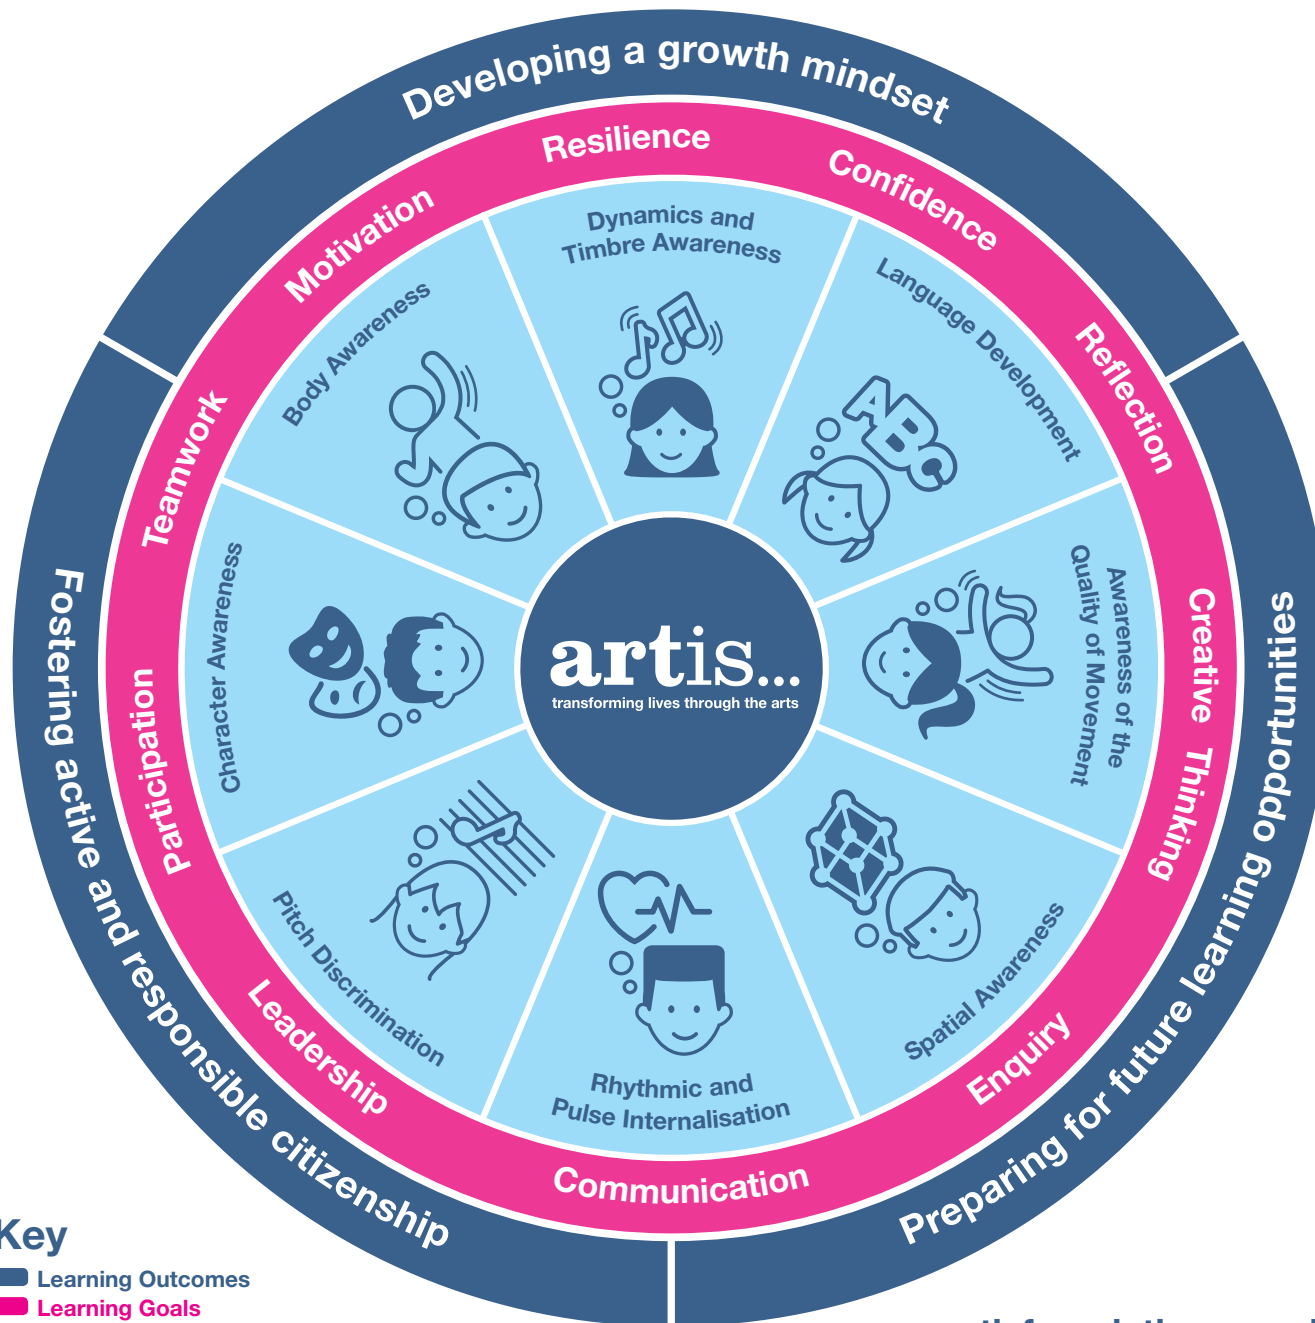 Developing a growth mindset
Resilience
Confidence
Motivation
Reflection
Teamwork
Creative Thinking
Participation
Enquiry
Leadership
Communication
Fostering active and responsible citizenship
Preparing for future learning opportunities
Dynamics and
Timbre Awareness
Language Development
Body Awareness
ABC
Awareness of the
Quality of Movement
Character Awareness
Spatial Awareness
Pitch Discrimination
Rhythmic and
Pulse Internalisation
artis...
transforming lives through the arts
Key
Learning Outcomes
Learning Goals